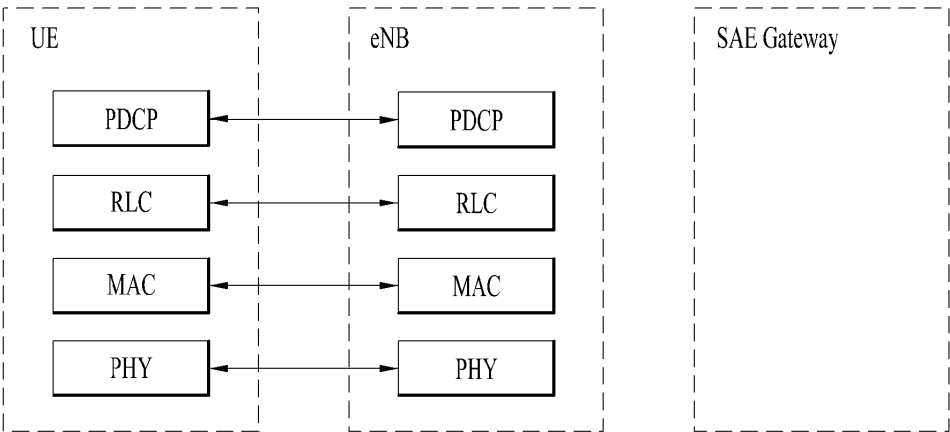 UE
eNB
SAE Gateway
PDCP
PDCP
RLC
RLC
MAC
MAC
PHY
PHY